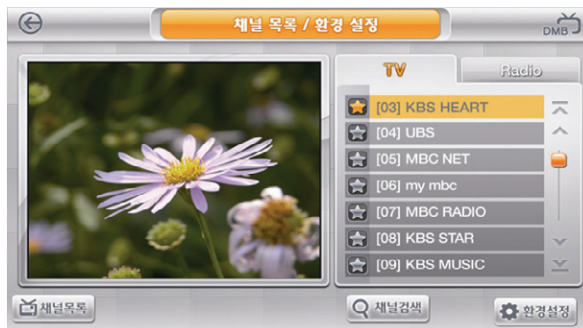 채널 목록 / 환경 설정
DMB
TV
Radio
[03] KBS HEART
[04] UBS
[05] MBC NET
[06] my mbc
[07] MBC RADIO
[08] KBS STAR
[09] KBS MUSIC
채널목록
채널검색
환경설정